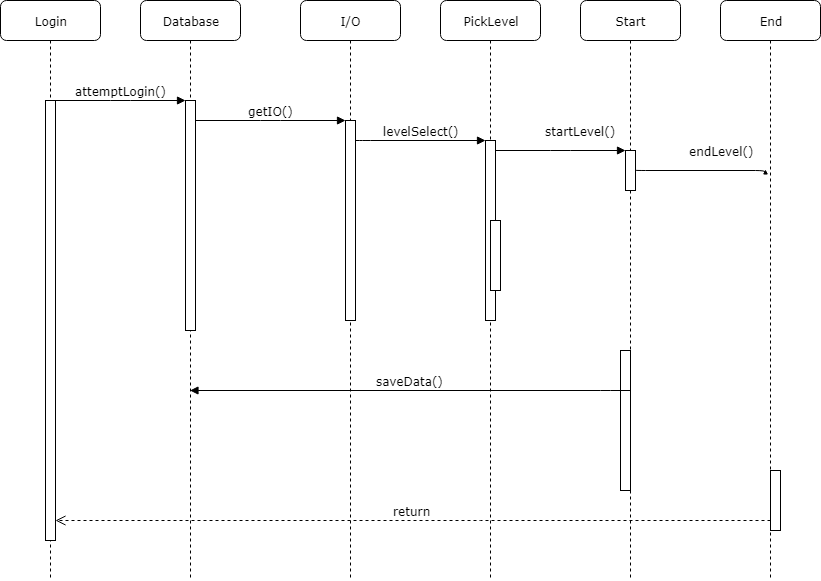 Login
Database
I/O
PickLevel
Start
End
attemptLogin()
getIO()
levelSelect()
startLevel()
endLevel()
saveData()
return